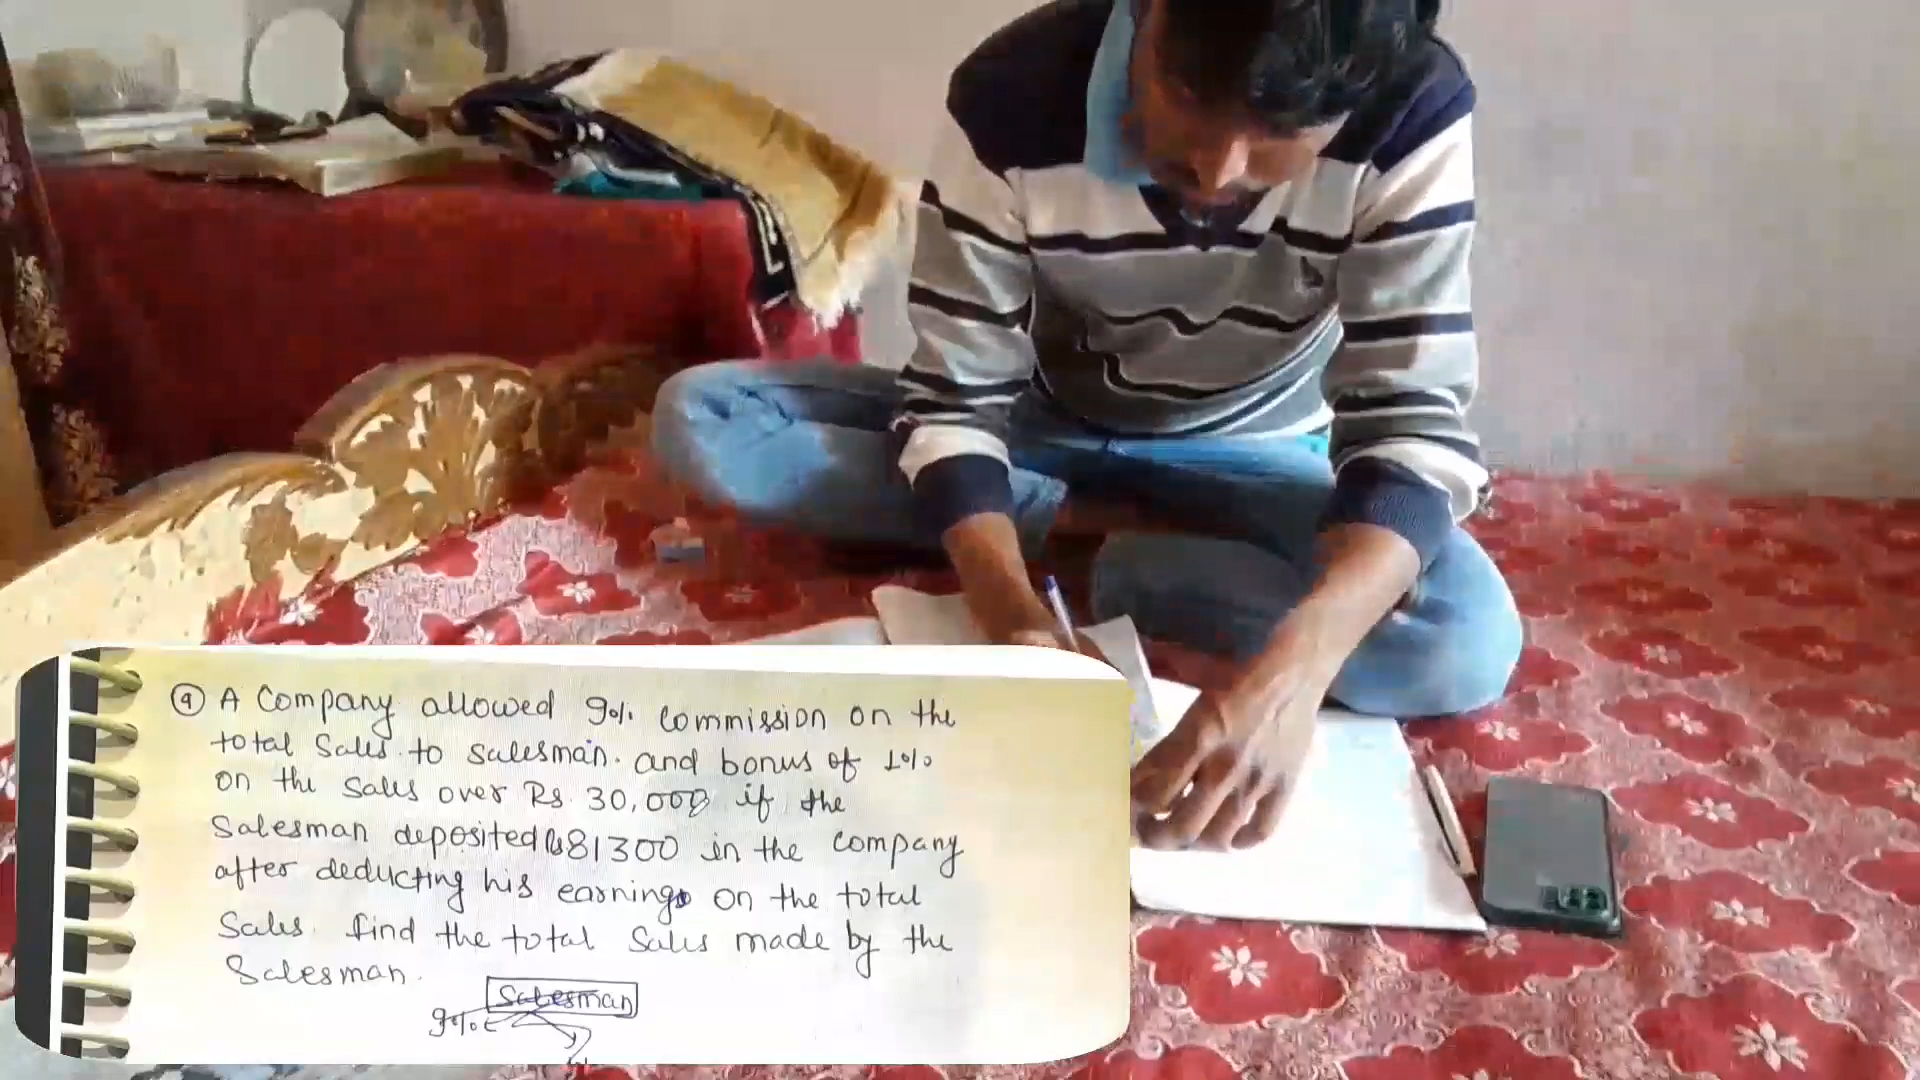 ④ A Company allowed 9% Commission on the
total Sales. to salesman. and bonus of 1%
on the Sales over Rs. 30,000 if the
Salesman deposited Rs 81300 in the company
after deducting his earnings on the total
Sales. find the total Sales made by the
Salesman.
Salesman
9%